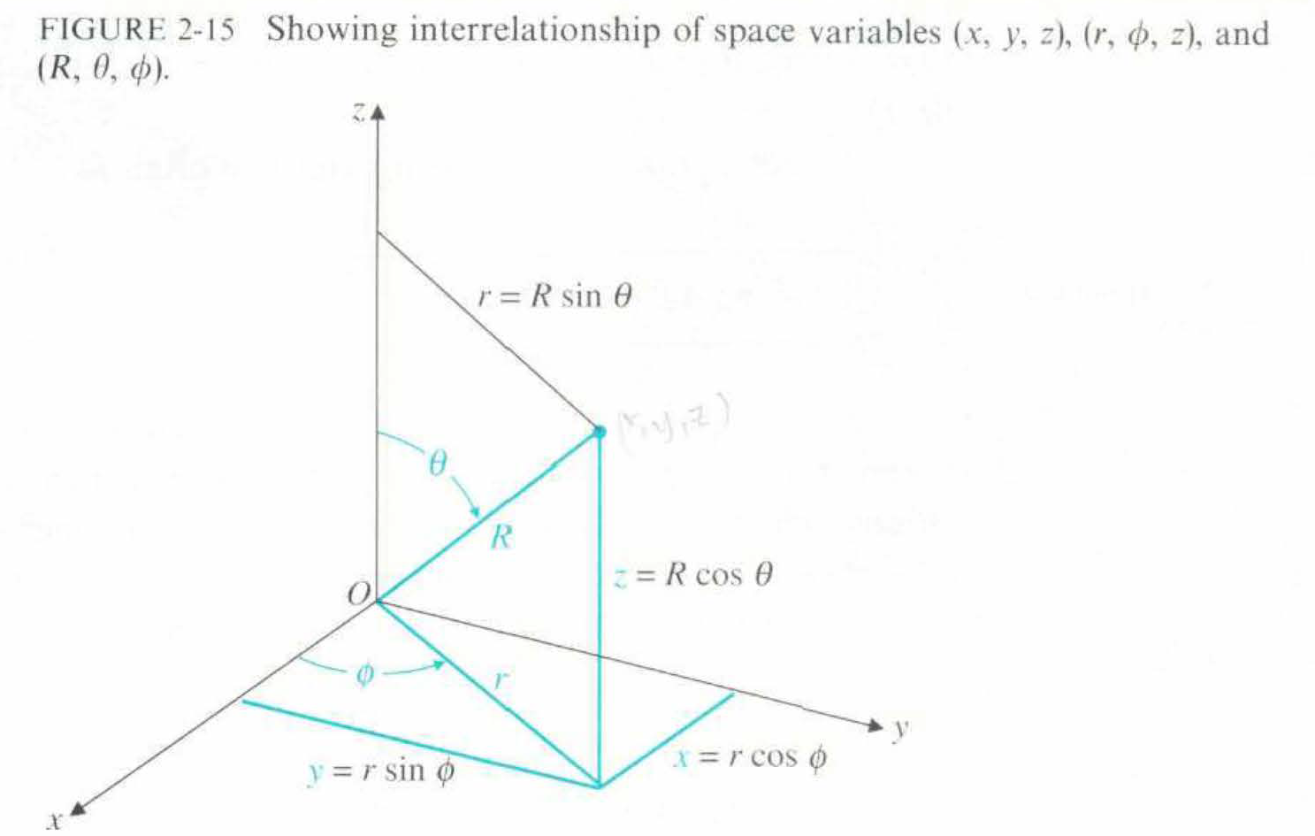 FIGURE 2-15 Showing interrelationship of space variables (x, y, z), (r, ϕ, z), and
(R, θ, ϕ).
z
r = R sin θ
(x, y, z)
θ
R
z = R cos θ
O
ϕ
r
y
x = r cos ϕ
y = r sin ϕ
x